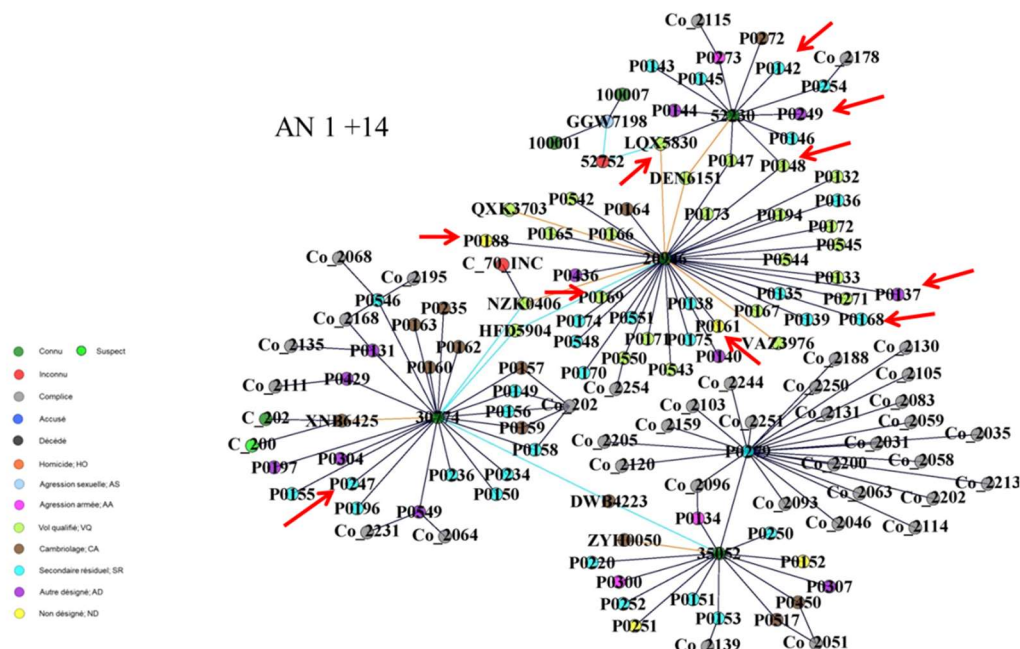 Co_2115
P0272
P0273
P0142
Co_2178
P0143
P0145
P0254
100007
P0144
52230
P0249
GGW7198
AN 1 +14
P0146
100001
LQX5830
52752
P0147
P0148
DEN6151
P0132
P0542
P0136
QXK3703
P0164
P0173
P0194
P0172
P0165
P0166
P0188
P0545
Co_2068
P0544
C_70_INC
P0436
P0133
Co_2195
P0135
P0137
P0546
NZK0406
P0169
P0138
P0271
P0235
P0167
Co_2168
P0163
P0174
P0551
P0161
P0139
P0168
HFD5904
P0548
P0175
VAZ3976
Connu
Suspect
Co_2135
P0131
P0162
P0140
Co_2130
P0550
Co_2188
Inconnu
P0160
P0157
P0170
P0543
Co_2111
P0429
Co_2254
Co_2244
Co_2105
Complice
P0149
Co_2250
C_202
P0156
Co_202
Co_2103
Co_2083
Accusé
XNB6425
30774
Co_2251
Co_2131
P0159
Co_2159
Co_2059
Décédé
C_200
Co_2205
Co_2031
Co_2035
P0158
P0279
Homicide; HO
P0304
Co_2120
Co_2200
Co_2058
P0197
P0236
P0234
Agression sexuelle; AS
P0247
Co_2096
Co_2213
P0155
P0150
Co_2063
Co_2202
Agression armée; AA
P0196
DWB4223
Co_2093
P0549
P0134
Co_2046
Co_2114
Vol qualifié; VQ
Co_2231
Co_2064
P0250
ZYH0050
Cambriolage; CA
35052
P0220
P0152
Secondaire résiduel; SR
P0300
P0307
Autre désigné; AD
P0252
P0151
P0450
Non désigné; ND
P0251
P0153
P0517
Co_2139
Co_2051